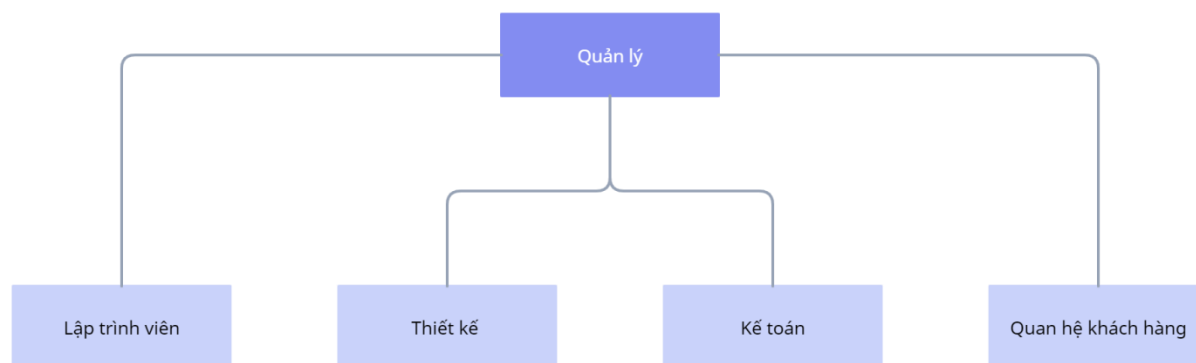 Quản lý
Lập trình viên
Thiết kế
Kế toán
Quan hệ khách hàng